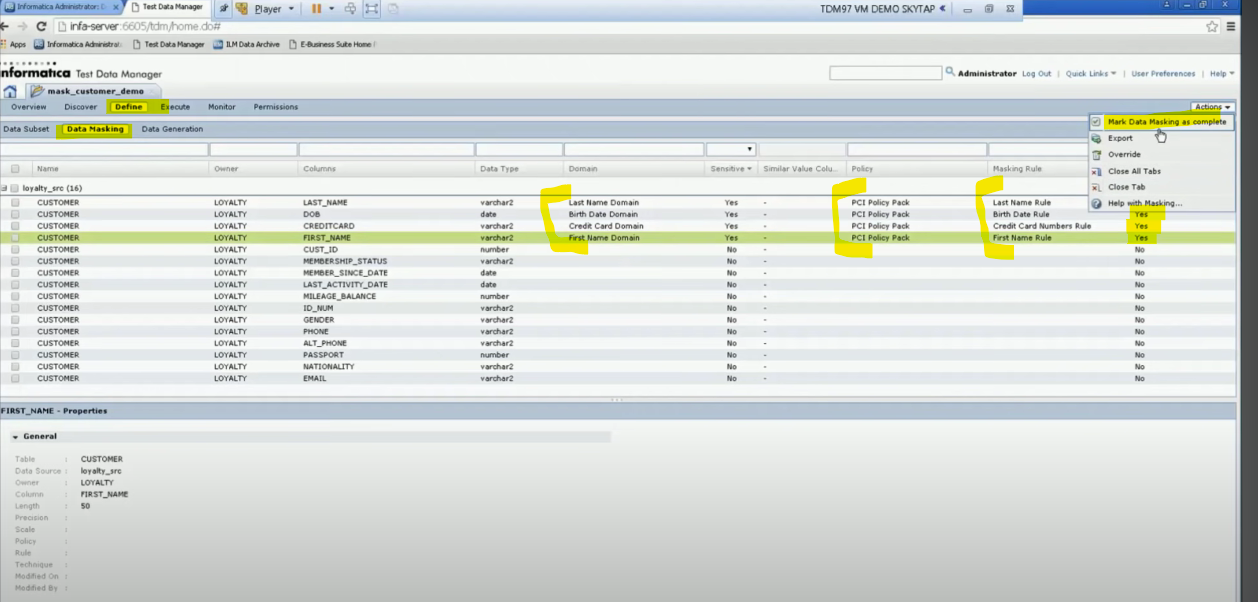 Informatica Administrator: D × Test Data Manager × Player TDM97 VM DEMO SKYTAP
infa-server:6605/tdm/home.do#
Apps Informatica Administrat: Test Data Manager ILM Data Archive E-Business Suite Home
nformatica Test Data Manager Administrator Log Out | Quick Links | User Preferences | Help
mask_customer_demo
Overview Discover Define Execute Monitor Permissions Actions
Data Subset Data Masking Data Generation
Mark Data Masking as complete
Export
Override
Close All Tabs
Close Tab
Help with Masking...
Name Owner Columns Data Type Domain Sensitive Similar Value Colu... Policy Masking Rule
loyalty_src (16)
CUSTOMER LOYALTY LAST_NAME varchar2 Last Name Domain Yes - PCI Policy Pack Last Name Rule
CUSTOMER LOYALTY DOB date Birth Date Domain Yes - PCI Policy Pack Birth Date Rule Yes
CUSTOMER LOYALTY CREDITCARD varchar2 Credit Card Domain Yes - PCI Policy Pack Credit Card Numbers Rule Yes
CUSTOMER LOYALTY FIRST_NAME varchar2 First Name Domain Yes - PCI Policy Pack First Name Rule Yes
CUSTOMER LOYALTY CUST_ID number No - No
CUSTOMER LOYALTY MEMBERSHIP_STATUS varchar2 No - No
CUSTOMER LOYALTY MEMBER_SINCE_DATE date No - No
CUSTOMER LOYALTY LAST_ACTIVITY_DATE date No - No
CUSTOMER LOYALTY MILEAGE_BALANCE number No - No
CUSTOMER LOYALTY ID_NUM varchar2 No - No
CUSTOMER LOYALTY GENDER varchar2 No - No
CUSTOMER LOYALTY PHONE varchar2 No - No
CUSTOMER LOYALTY ALT_PHONE varchar2 No - No
CUSTOMER LOYALTY PASSPORT number No - No
CUSTOMER LOYALTY NATIONALITY varchar2 No - No
CUSTOMER LOYALTY EMAIL varchar2 No - No
FIRST_NAME - Properties
General
Table : CUSTOMER
Data Source : loyalty_src
Owner : LOYALTY
Column : FIRST_NAME
Length : 50
Precision :
Scale :
Policy :
Rule :
Technique :
Modified On :
Modified By :